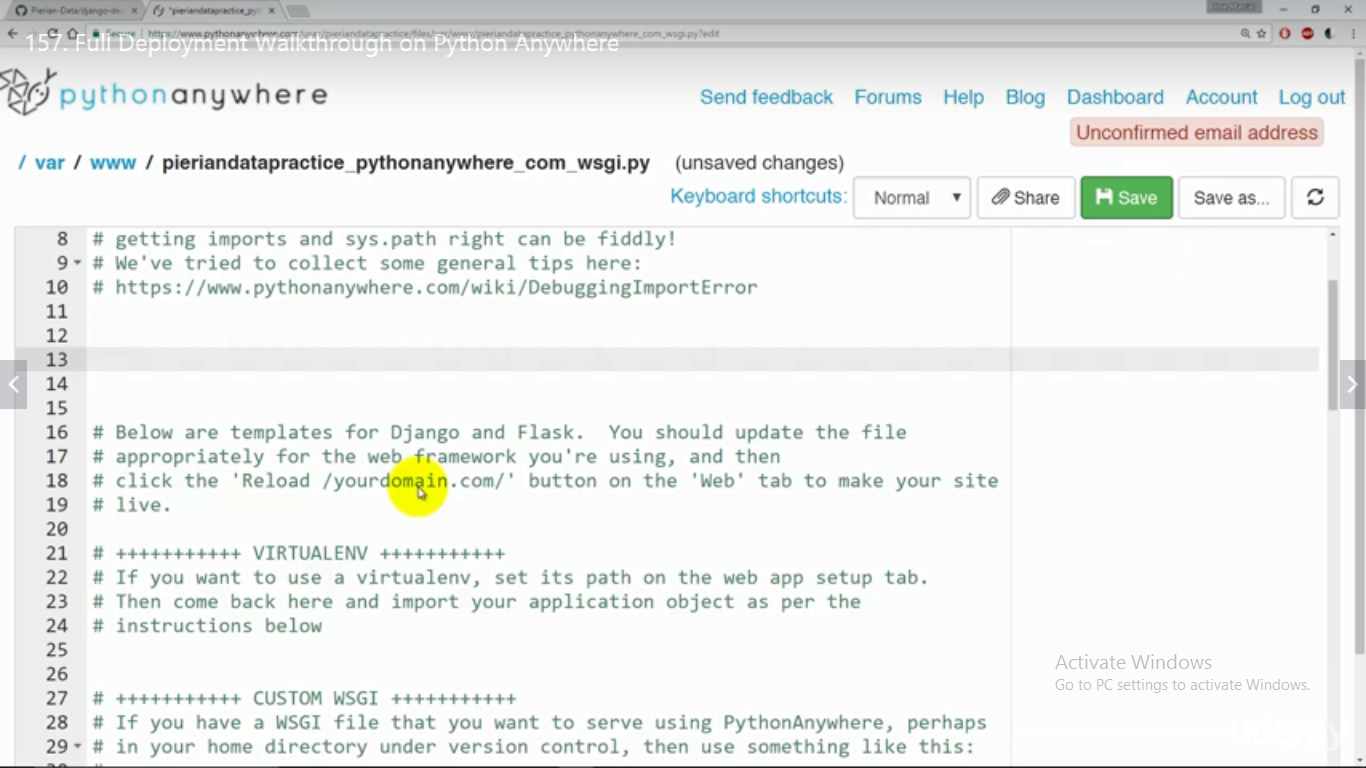 Pierian-Data/django-de
*pieriandatapractice_pyt
Secure https://www.pythonanywhere.com/user/pieriandatapractice/files/var/www/pieriandatapractice_pythonanywhere_com_wsgi.py?edit
157. Full Deployment Walkthrough on Python Anywhere
pythonanywhere
Send feedback Forums Help Blog Dashboard Account Log out
Unconfirmed email address
/ var / www / pieriandatapractice_pythonanywhere_com_wsgi.py (unsaved changes)
Keyboard shortcuts: Normal Share Save Save as...
8 # getting imports and sys.path right can be fiddly!
9 # We've tried to collect some general tips here:
10 # https://www.pythonanywhere.com/wiki/DebuggingImportError
11
12
13
14
15
16 # Below are templates for Django and Flask.  You should update the file
17 # appropriately for the web framework you're using, and then
18 # click the 'Reload /yourdomain.com/' button on the 'Web' tab to make your site
19 # live.
20
21 # +++++++++++ VIRTUALENV +++++++++++
22 # If you want to use a virtualenv, set its path on the web app setup tab.
23 # Then come back here and import your application object as per the
24 # instructions below
25
26
27 # +++++++++++ CUSTOM WSGI +++++++++++
28 # If you have a WSGI file that you want to serve using PythonAnywhere, perhaps
29 # in your home directory under version control, then use something like this:
Activate Windows
Go to PC settings to activate Windows.
udemy